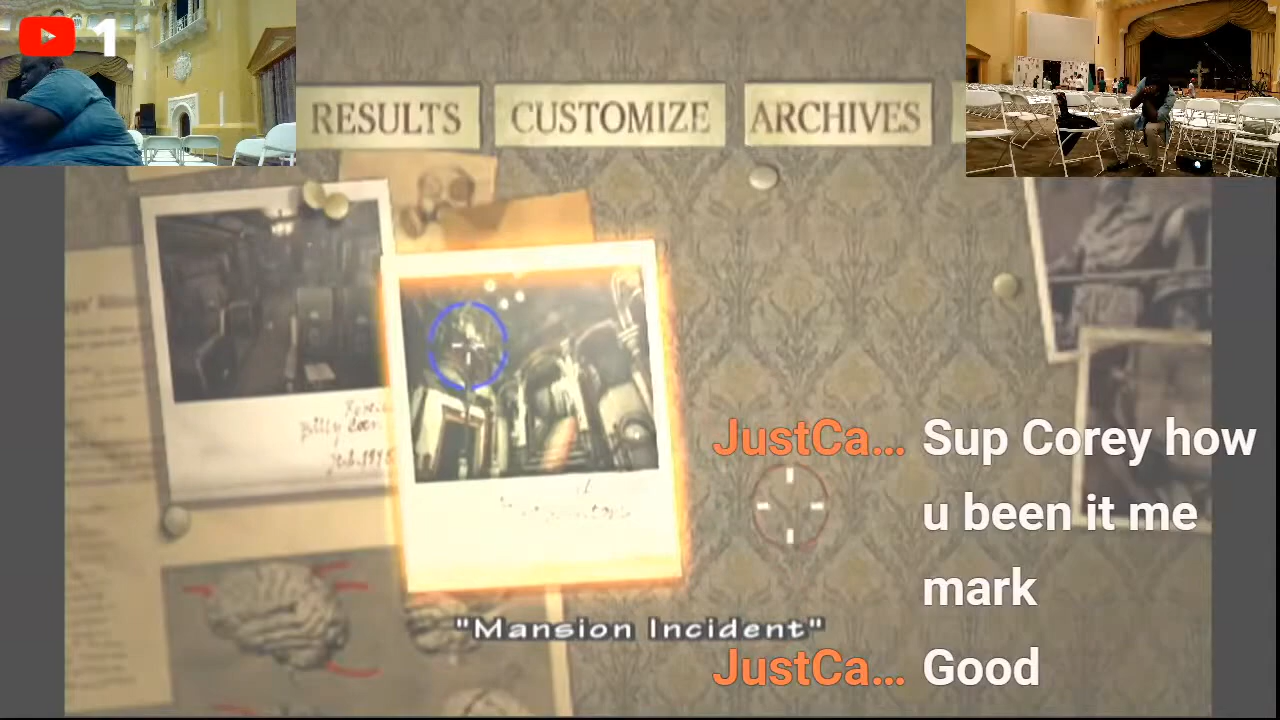 1
RESULTS CUSTOMIZE ARCHIVES
JustCa… Sup Corey how
u been it me
mark
"Mansion Incident"
JustCa… Good